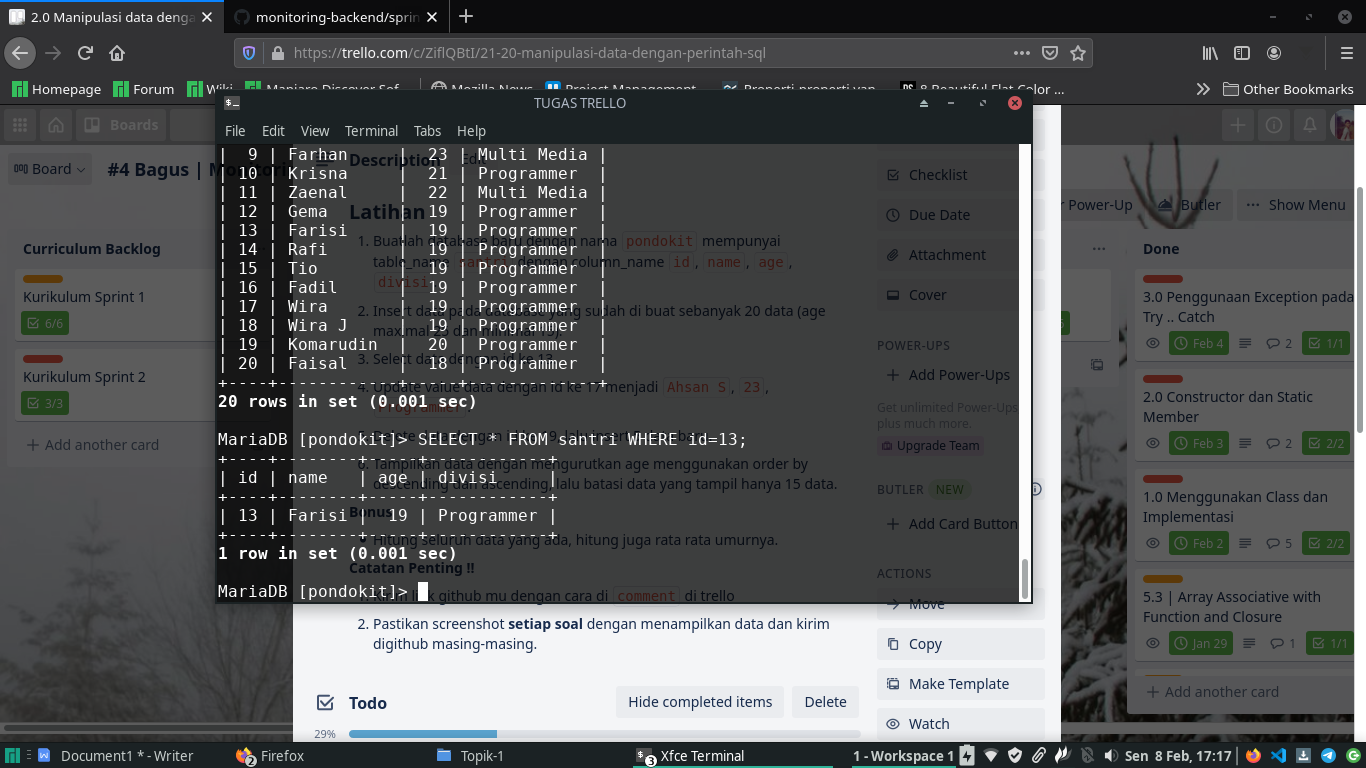 2.0 Manipulasi data denga
monitoring-backend/sprin
https://trello.com/c/ZiflQBtI/21-20-manipulasi-data-dengan-perintah-sql
Homepage
Forum
Wiki
Manjaro Discover Sof...
Mozilla News
Project Management
Properti properti yan...
8 Beautiful Flat Color ...
Other Bookmarks
TUGAS TRELLO
File Edit View Terminal Tabs Help
| 9 | Farhan | 23 | Multi Media |
| 10 | Krisna | 21 | Programmer |
| 11 | Zaenal | 22 | Multi Media |
| 12 | Gema | 19 | Programmer |
| 13 | Farisi | 19 | Programmer |
| 14 | Rafi | 19 | Programmer |
| 15 | Tio | 19 | Programmer |
| 16 | Fadil | 19 | Programmer |
| 17 | Wira | 19 | Programmer |
| 18 | Wira J | 19 | Programmer |
| 19 | Komarudin | 20 | Programmer |
| 20 | Faisal | 18 | Programmer |
+----+-----------+-----+-------------+
20 rows in set (0.001 sec)
MariaDB [pondokit]> SELECT * FROM santri WHERE id=13;
+----+--------+-----+------------+
| id | name | age | divisi |
+----+--------+-----+------------+
| 13 | Farisi | 19 | Programmer |
+----+--------+-----+------------+
1 row in set (0.001 sec)
MariaDB [pondokit]>
Boards
Board
#4 Bagus |
Curriculum Backlog
Kurikulum Sprint 1
6/6
Kurikulum Sprint 2
3/3
+ Add another card
Description
Edit
Latihan
1. Buatlah database baru dengan nama pondokit mempunyai
table_name santri dengan column_name id, name, age,
divisi
2. Insert data pada database yang sudah di buat sebanyak 20 data (age
3. Select data dengan id ke 13
4. Update value data dengan id ke 17 menjadi Ahsan S, 23,
Programmer
6. Tampilkan data dengan mengurutkan age menggunakan order by
descending dan ascending, lalu batasi data yang tampil hanya 15 data.
Bonus
Hitung seluruh data yang ada, hitung juga rata rata umurnya.
Catatan Penting !!
1. Kirim link github mu dengan cara di comment di trello
2. Pastikan screenshot setiap soal dengan menampilkan data dan kirim
digithub masing-masing.
Todo
Hide completed items
Delete
29%
Checklist
Due Date
Attachment
Cover
POWER-UPS
+ Add Power-Ups
Get unlimited Power-Ups
plus much more.
Upgrade Team
BUTLER NEW
+ Add Card Button
ACTIONS
Move
Copy
Make Template
Watch
r Power-Up
Butler
Show Menu
Done
3.0 Penggunaan Exception pada
Try .. Catch
Feb 4 2 1/1
2.0 Constructor dan Static
Member
Feb 3 2 2/2
1.0 Menggunakan Class dan
Implementasi
Feb 2 5 2/2
5.3 | Array Associative with
Function and Closure
Jan 29 1 1/1
+ Add another card
Document1 * - Writer
2
Firefox
Topik-1
3
Xfce Terminal
1 - Workspace 1
Sen 8 Feb, 17:17